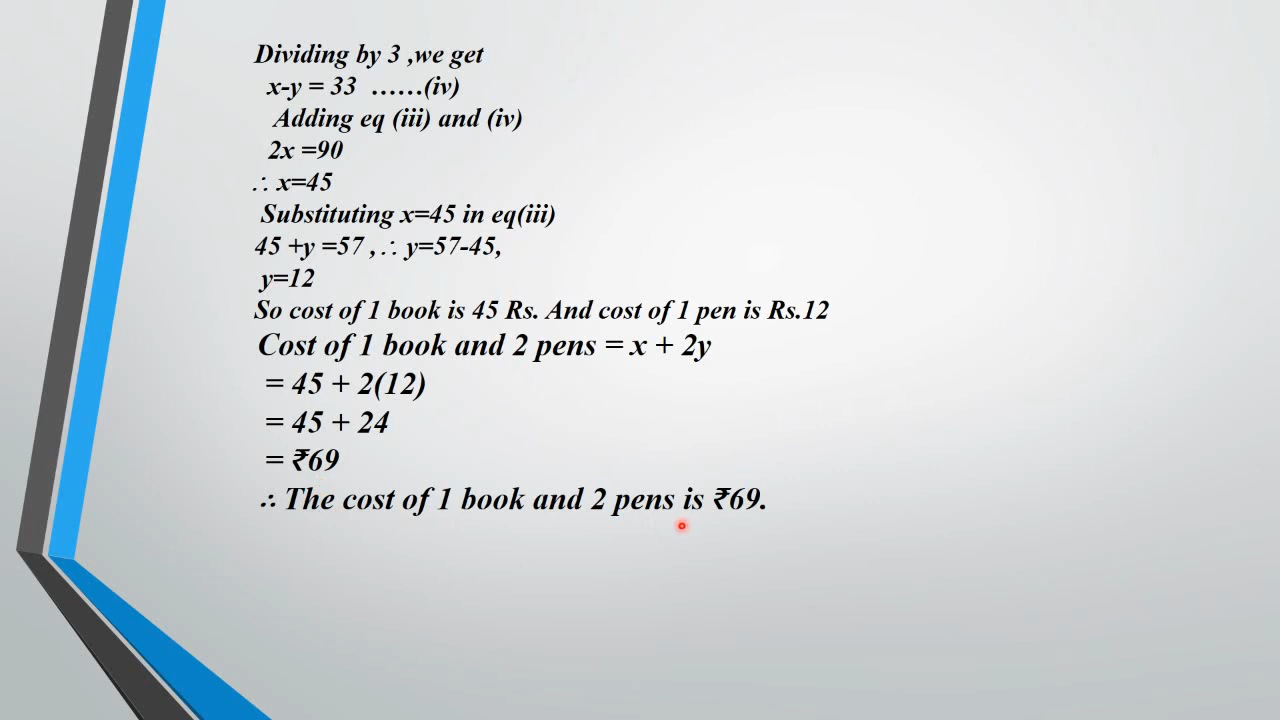 Dividing by 3 ,we get
x-y = 33 ……(iv)
Adding eq (iii) and (iv)
2x =90
∴ x=45
Substituting x=45 in eq(iii)
45 +y =57 ,∴ y=57-45,
y=12
So cost of 1 book is 45 Rs. And cost of 1 pen is Rs.12
Cost of 1 book and 2 pens = x + 2y
= 45 + 2(12)
= 45 + 24
= ₹69
∴ The cost of 1 book and 2 pens is ₹69.